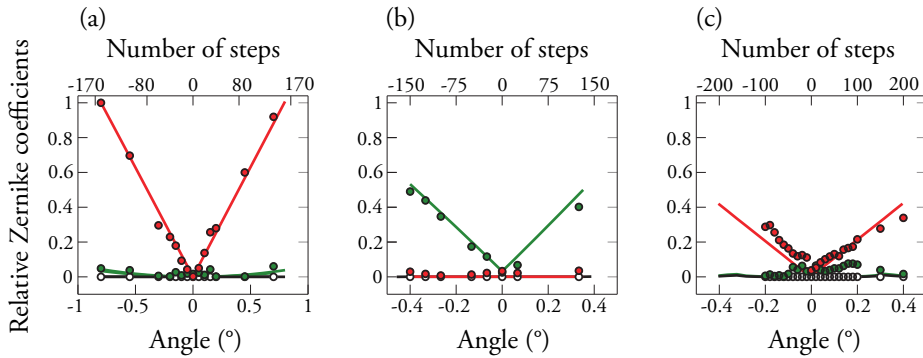 (a)
Number of steps
-170 -80 0 80 170
Relative Zernike coefficients
1
0.8
0.6
0.4
0.2
0
-1 -0.5 0 0.5 1
Angle (°)
(b)
Number of steps
-150 -75 0 75 150
1
0.8
0.6
0.4
0.2
0
-0.4 -0.2 0 0.2 0.4
Angle (°)
(c)
Number of steps
-200 -100 0 100 200
1
0.8
0.6
0.4
0.2
0
-0.4 -0.2 0 0.2 0.4
Angle (°)